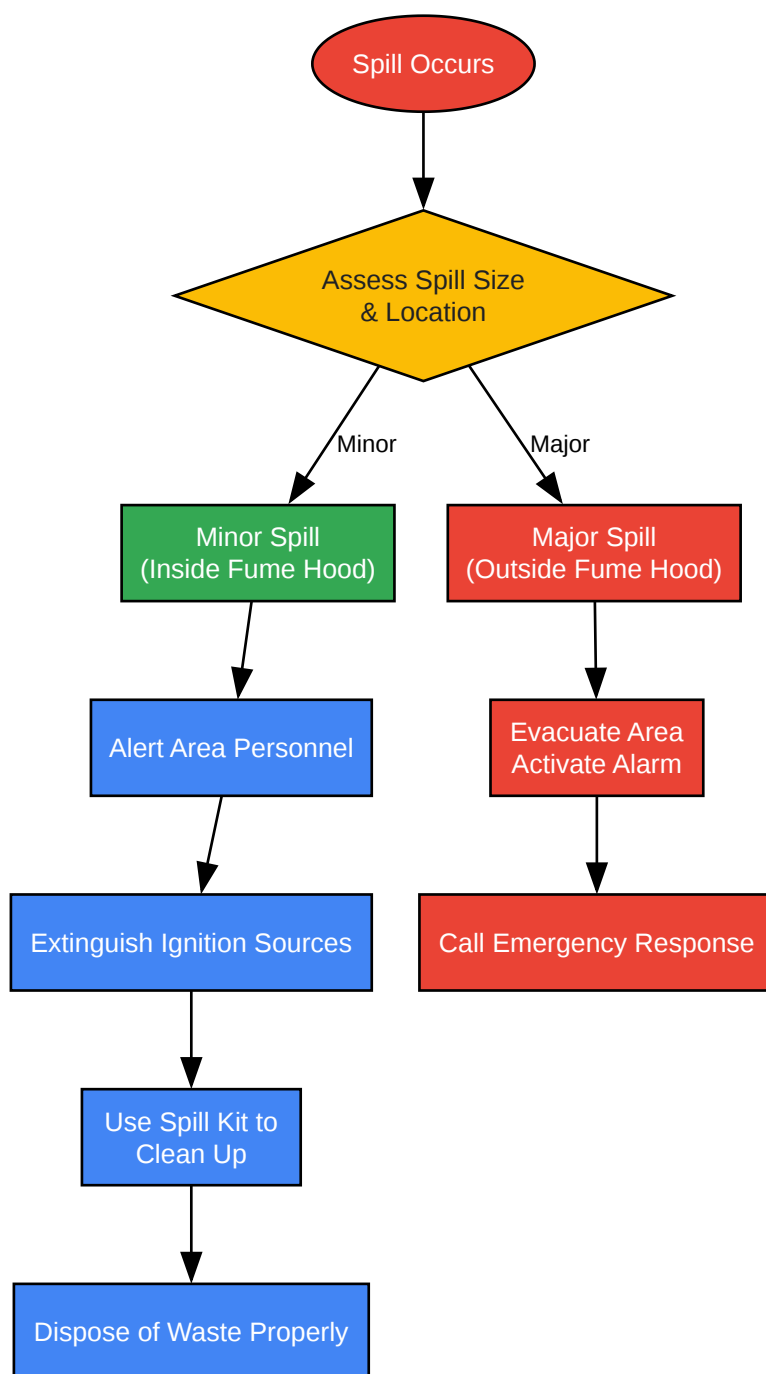 Spill Occurs
Assess Spill Size
& Location
Minor
Major
Minor Spill
(Inside Fume Hood)
Major Spill
(Outside Fume Hood)
Alert Area Personnel
Evacuate Area
Activate Alarm
Extinguish Ignition Sources
Call Emergency Response
Use Spill Kit to
Clean Up
Dispose of Waste Properly